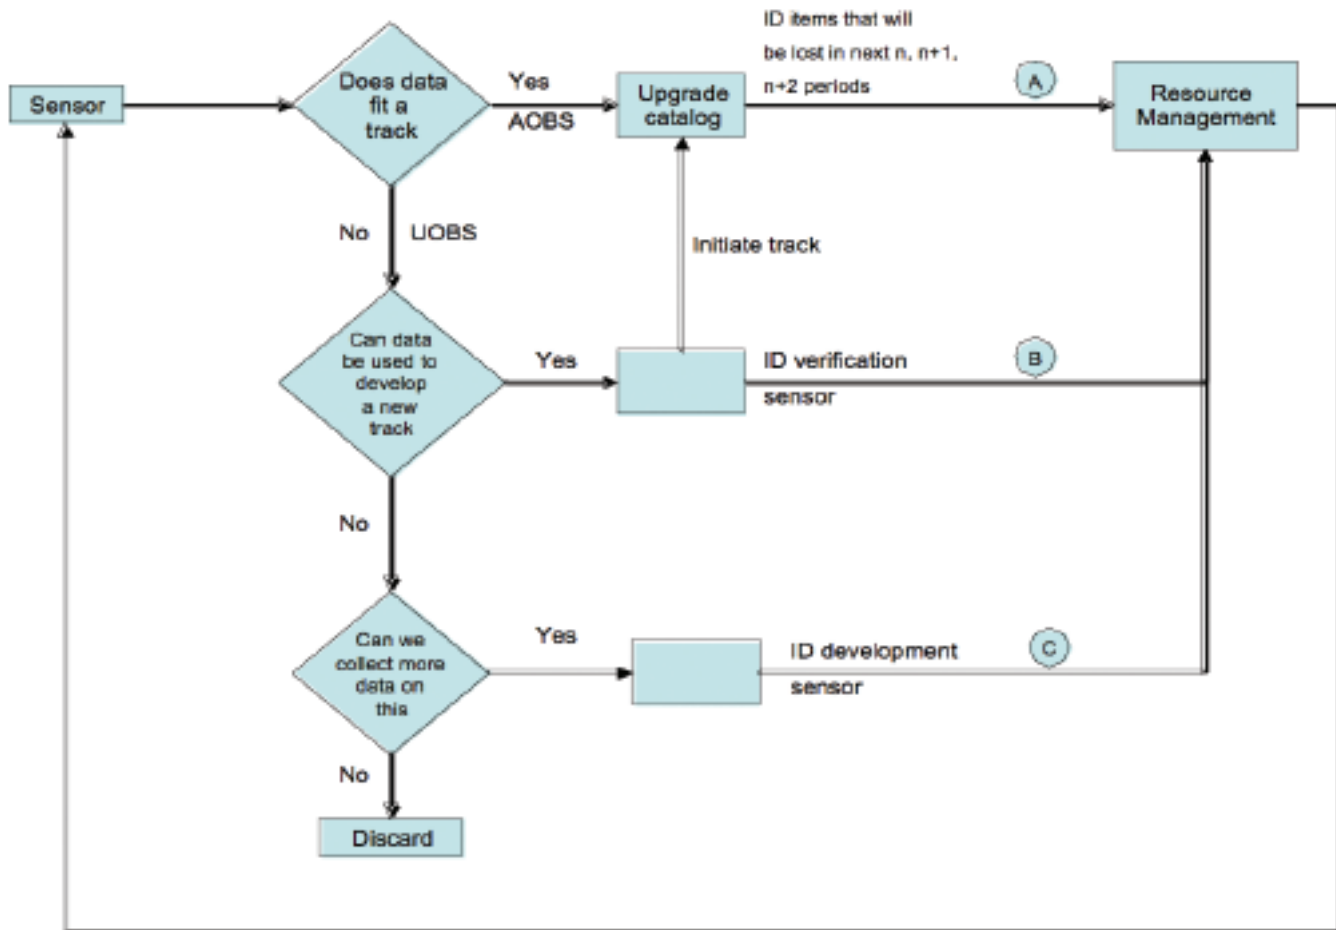 ID items that will
be lost in next n, n+1,
n+2 periods
A
Sensor
Does data
fit a
track
Yes
AOBS
Upgrade
catalog
Resource
Management
No
UOBS
Initiate track
Can data
be used to
develop
a new
track
Yes
ID verification
sensor
B
No
Can we
collect more
data on
this
Yes
ID development
sensor
C
No
Discard